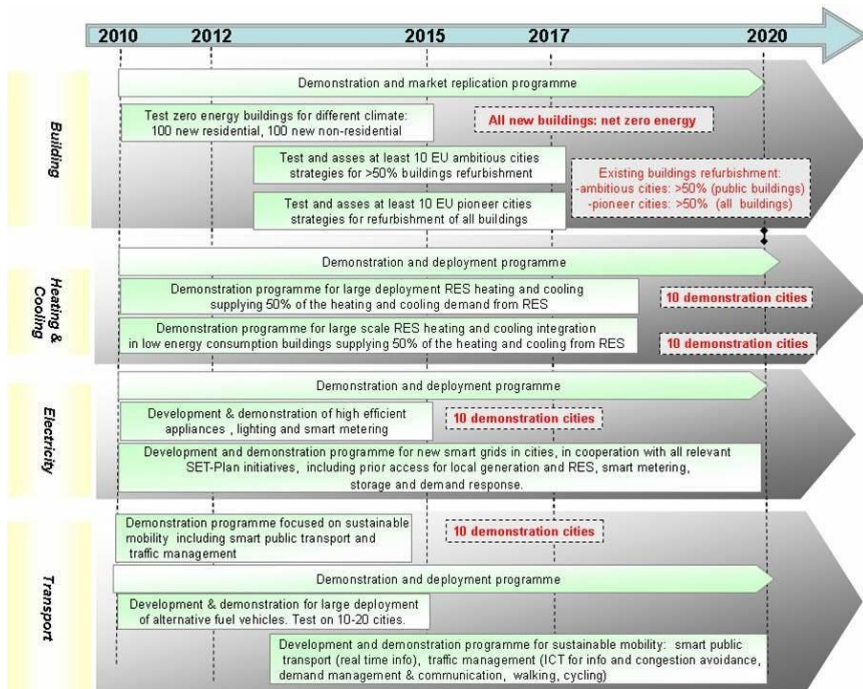 2010 2012 2015 2017 2020
Building
Demonstration and market replication programme
Test zero energy buildings for different climate:
100 new residential, 100 new non-residential
All new buildings: net zero energy
Test and asses at least 10 EU ambitious cities
strategies for >50% buildings refurbishment
Existing buildings refurbishment:
-ambitious cities: >50% (public buildings)
-pioneer cities: >50% (all buildings)
Test and asses at least 10 EU pioneer cities
strategies for refurbishment of all buildings
Heating &
Cooling
Demonstration and deployment programme
Demonstration programme for large deployment RES heating and cooling
supplying 50% of the heating and cooling demand from RES
10 demonstration cities
Demonstration programme for large scale RES heating and cooling integration
in low energy consumption buildings supplying 50% of the heating and cooling from RES
10 demonstration cities
Electricity
Demonstration and deployment programme
Development & demonstration of high efficient
appliances , lighting and smart metering
10 demonstration cities
Development and demonstration programme for new smart grids in cities, in cooperation with all relevant
SET-Plan initiatives, including prior access for local generation and RES, smart metering,
storage and demand response.
Transport
Demonstration programme focused on sustainable
mobility including smart public transport and
traffic management
10 demonstration cities
Demonstration and deployment programme
Development & demonstration for large deployment
of alternative fuel vehicles. Test on 10-20 cities.
Development and demonstration programme for sustainable mobility: smart public
transport (real time info), traffic management (ICT for info and congestion avoidance,
demand management & communication, walking, cycling)